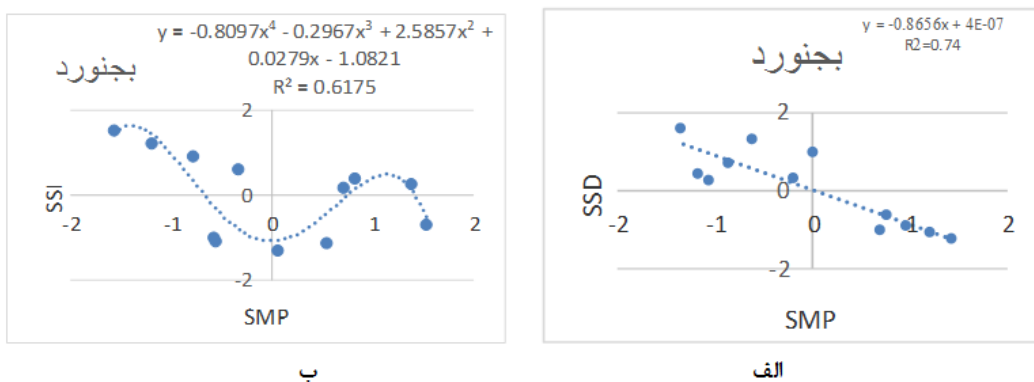 y = -0.8656x + 4E-07
R2=0.74
بجنورد
2
0
-2
-2
-1
0
1
2
SSD
SMP
الف
y = -0.8097x⁴ - 0.2967x³ + 2.5857x² +
0.0279x - 1.0821
R² = 0.6175
بجنورد
2
0
-2
-2
-1
0
1
2
SSI
SMP
ب